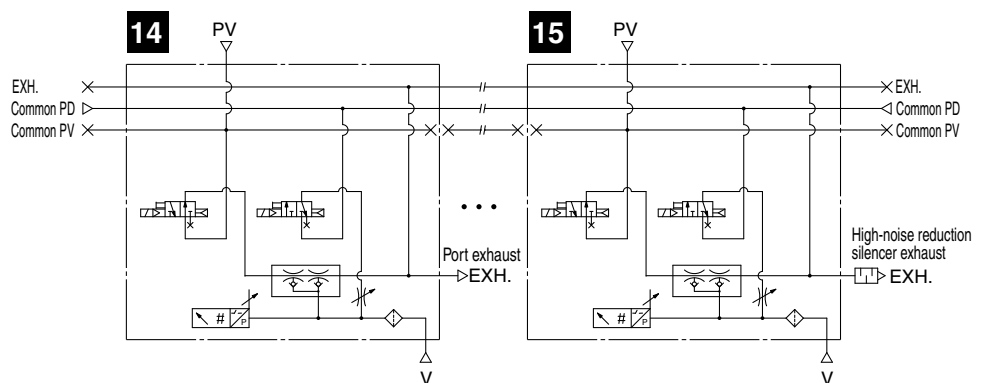 14
PV
15
PV
EXH.
EXH.
Common PD
Common PD
Common PV
Common PV
• • •
Port exhaust
EXH.
High-noise reduction
silencer exhaust
EXH.
#
P
#
P
V
V